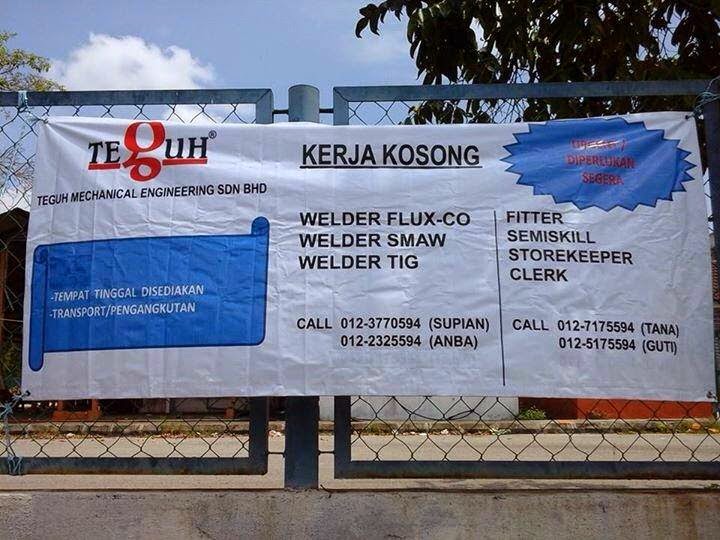 TEGUH®
TEGUH MECHANICAL ENGINEERING SDN BHD
-TEMPAT TINGGAL DISEDIAKAN
-TRANSPORT/PENGANGKUTAN
KERJA KOSONG
URGENT /
DIPERLUKAN
SEGERA
WELDER FLUX-CO
WELDER SMAW
WELDER TIG
CALL 012-3770594 (SUPIAN)
012-2325594 (ANBA)
FITTER
SEMISKILL
STOREKEEPER
CLERK
CALL 012-7175594 (TANA)
012-5175594 (GUTI)